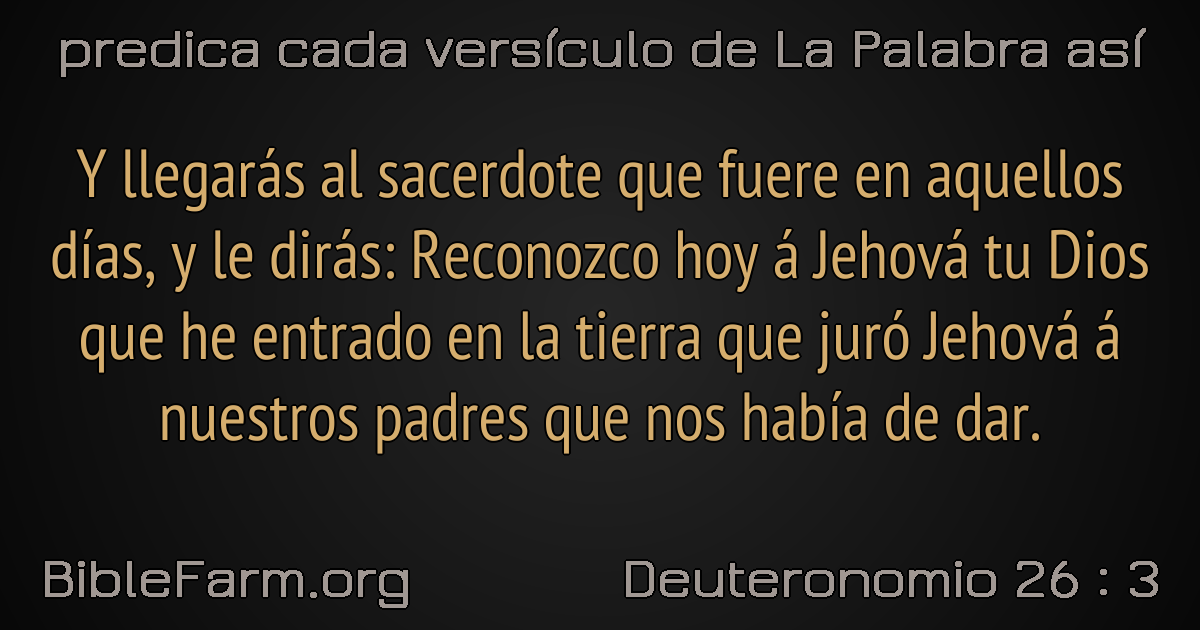 predica cada versículo de La Palabra así
Y llegarás al sacerdote que fuere en aquellos
días, y le dirás: Reconozco hoy á Jehová tu Dios
que he entrado en la tierra que juró Jehová á
nuestros padres que nos había de dar.
BibleFarm.org
Deuteronomio 26 : 3